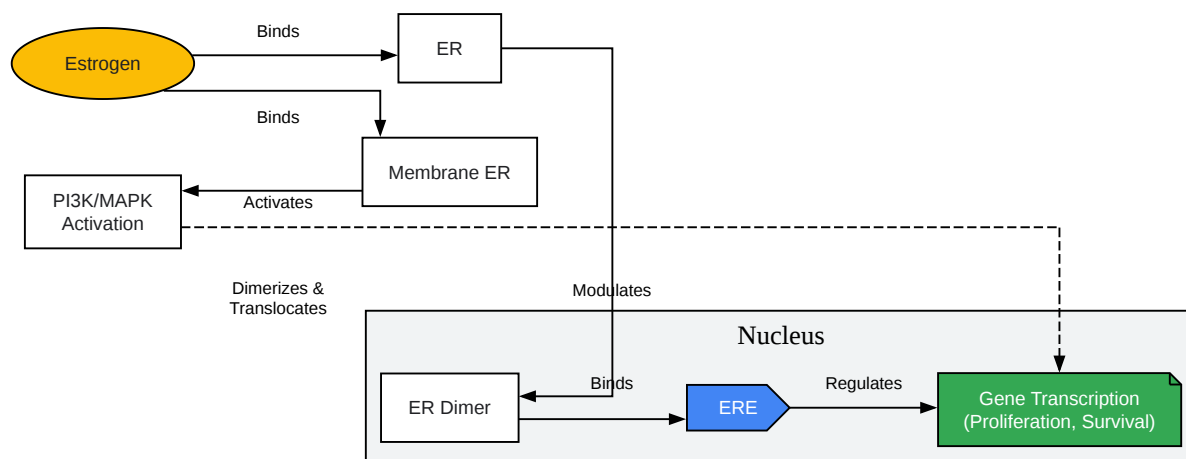 Binds
ER
Estrogen
Binds
Membrane ER
PI3K/MAPK
Activation
Activates
Dimerizes &
Translocates
Modulates
Nucleus
ER Dimer
Binds
ERE
Regulates
Gene Transcription
(Proliferation, Survival)